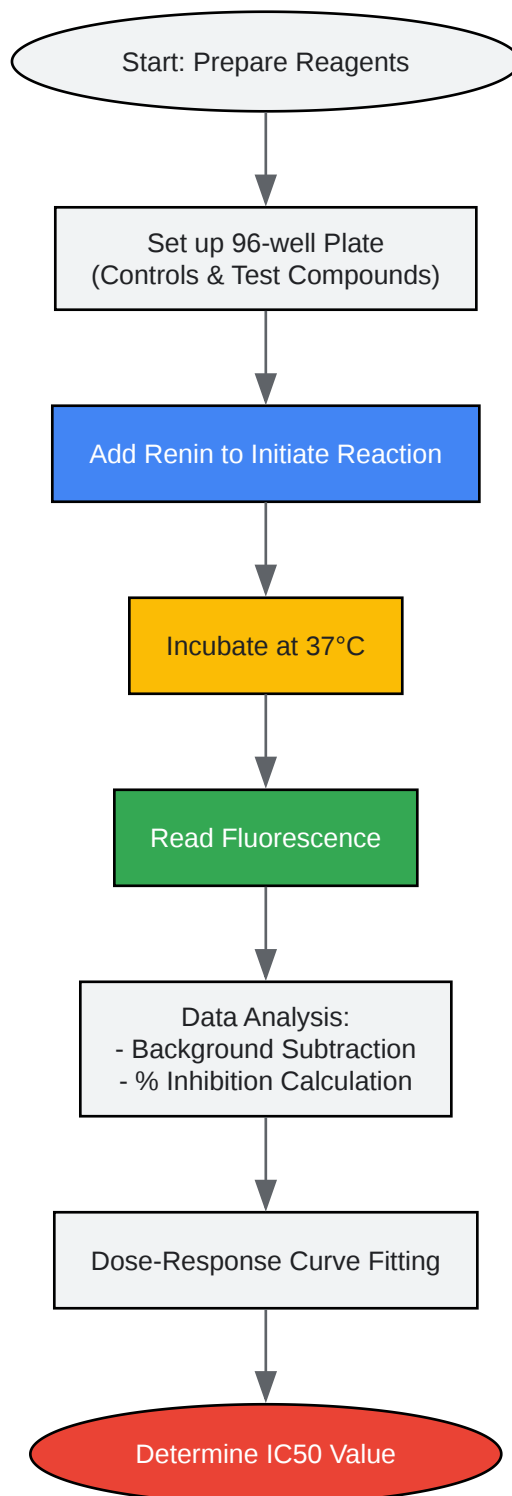 Start: Prepare Reagents
Set up 96-well Plate
(Controls & Test Compounds)
Add Renin to Initiate Reaction
Incubate at 37°C
Read Fluorescence
Data Analysis:
- Background Subtraction
- % Inhibition Calculation
Dose-Response Curve Fitting
Determine IC50 Value